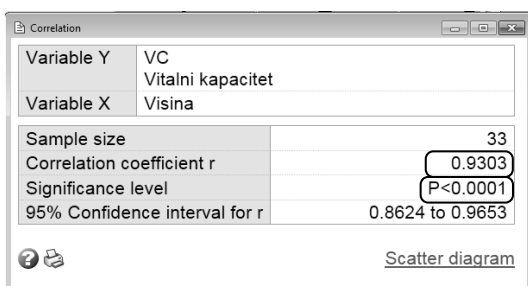 Correlation
Variable Y VC
Vitalni kapacitet
Variable X Visina
Sample size 33
Correlation coefficient r 0.9303
Significance level P<0.0001
95% Confidence interval for r 0.8624 to 0.9653
Scatter diagram